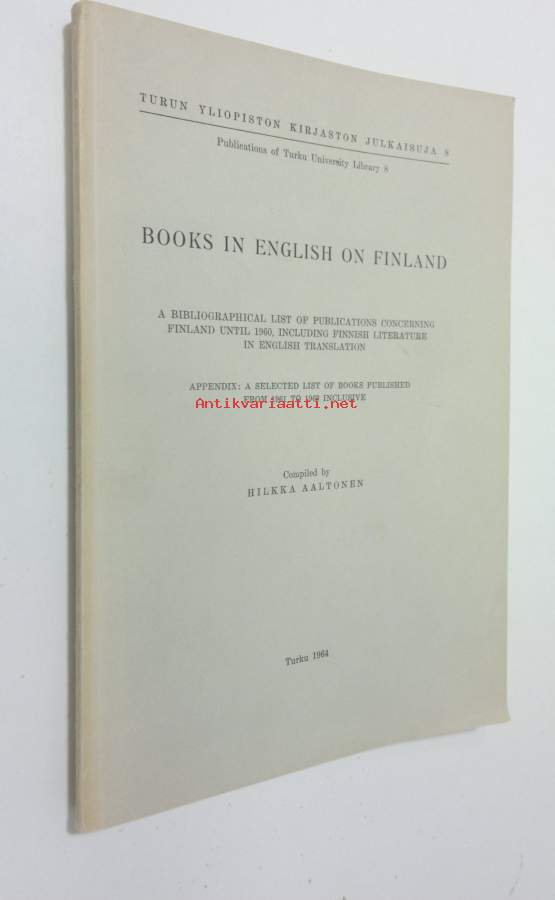 TURUN YLIOPISTON KIRJASTON JULKAISUJA 8
Publications of Turku University Library 8
BOOKS IN ENGLISH ON FINLAND
A BIBLIOGRAPHICAL LIST OF PUBLICATIONS CONCERNING
FINLAND UNTIL 1960, INCLUDING FINNISH LITERATURE
IN ENGLISH TRANSLATION
APPENDIX: A SELECTED LIST OF BOOKS PUBLISHED
FROM 1961 TO INCLUSIVE
Antikvariaatti.net
Compiled by
HILKKA AALTONEN
Turku 1964